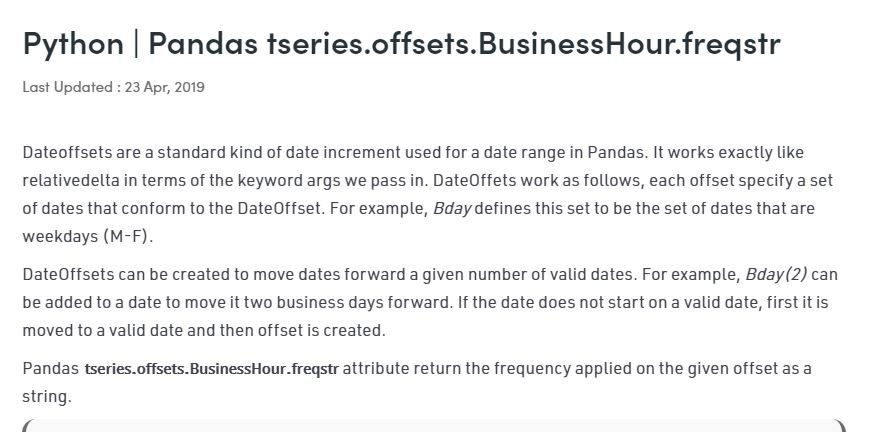 Python | Pandas tseries.offsets.BusinessHour.freqstr
Last Updated : 23 Apr, 2019
Dateoffsets are a standard kind of date increment used for a date range in Pandas. It works exactly like
relativedelta in terms of the keyword args we pass in. DateOffets work as follows, each offset specify a set
of dates that conform to the DateOffset. For example, Bday defines this set to be the set of dates that are
weekdays (M-F).
DateOffsets can be created to move dates forward a given number of valid dates. For example, Bday(2) can
be added to a date to move it two business days forward. If the date does not start on a valid date, first it is
moved to a valid date and then offset is created.
Pandas tseries.offsets.BusinessHour.freqstr attribute return the frequency applied on the given offset as a
string.